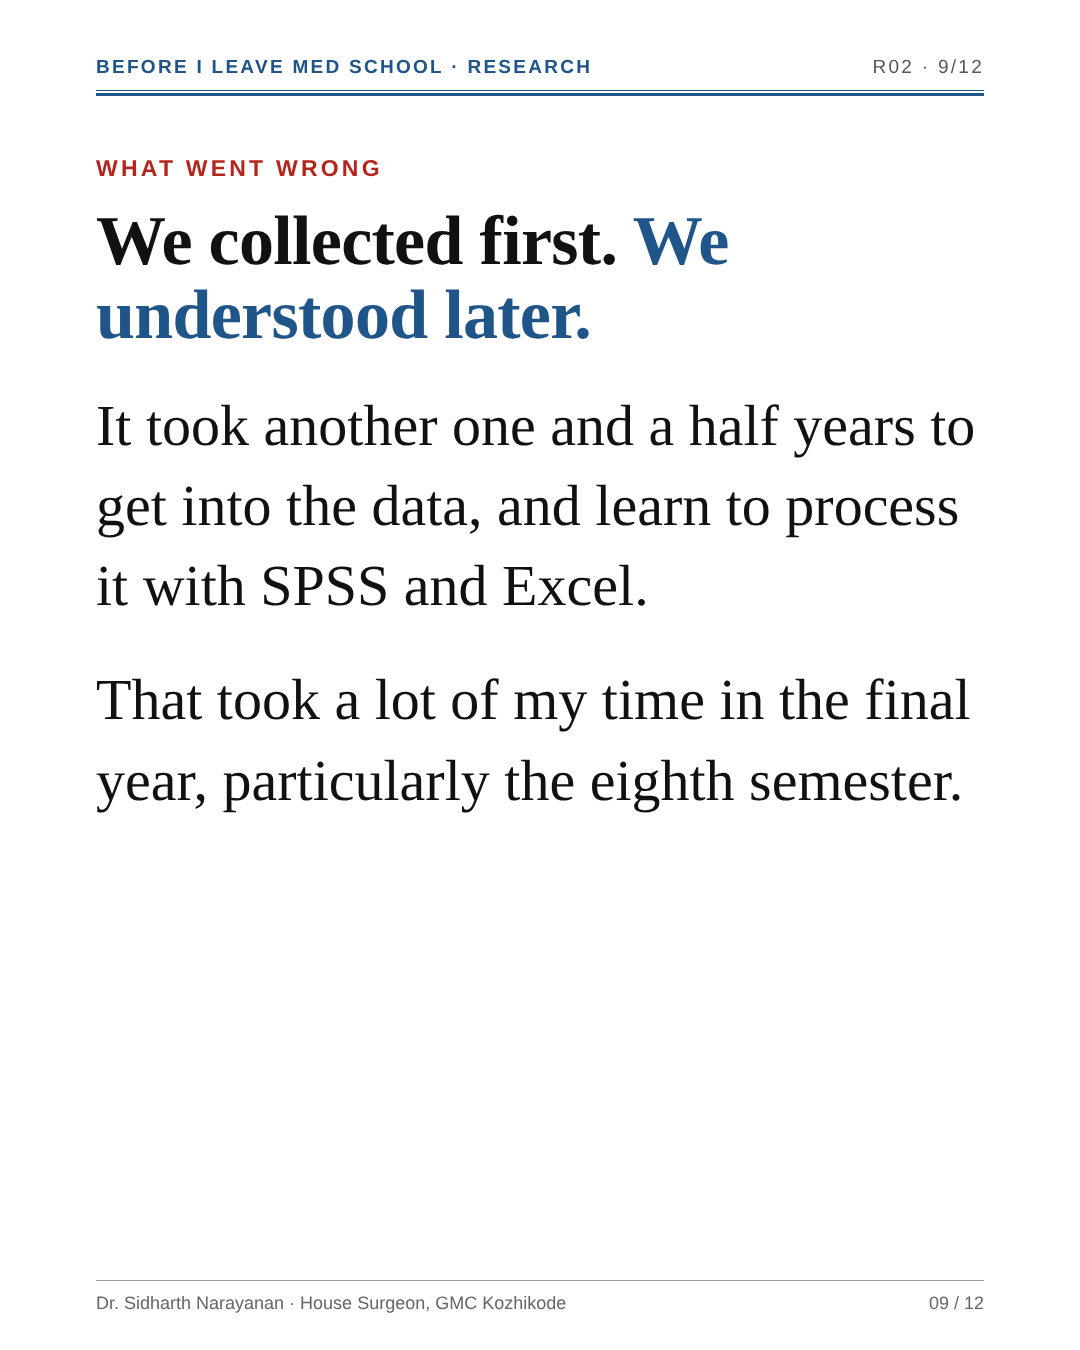 BEFORE I LEAVE MED SCHOOL · RESEARCH R02 · 9/12
WHAT WENT WRONG
We collected first. We
understood later.
It took another one and a half years to
get into the data, and learn to process
it with SPSS and Excel.
That took a lot of my time in the final
year, particularly the eighth semester.
Dr. Sidharth Narayanan · House Surgeon, GMC Kozhikode 09 / 12